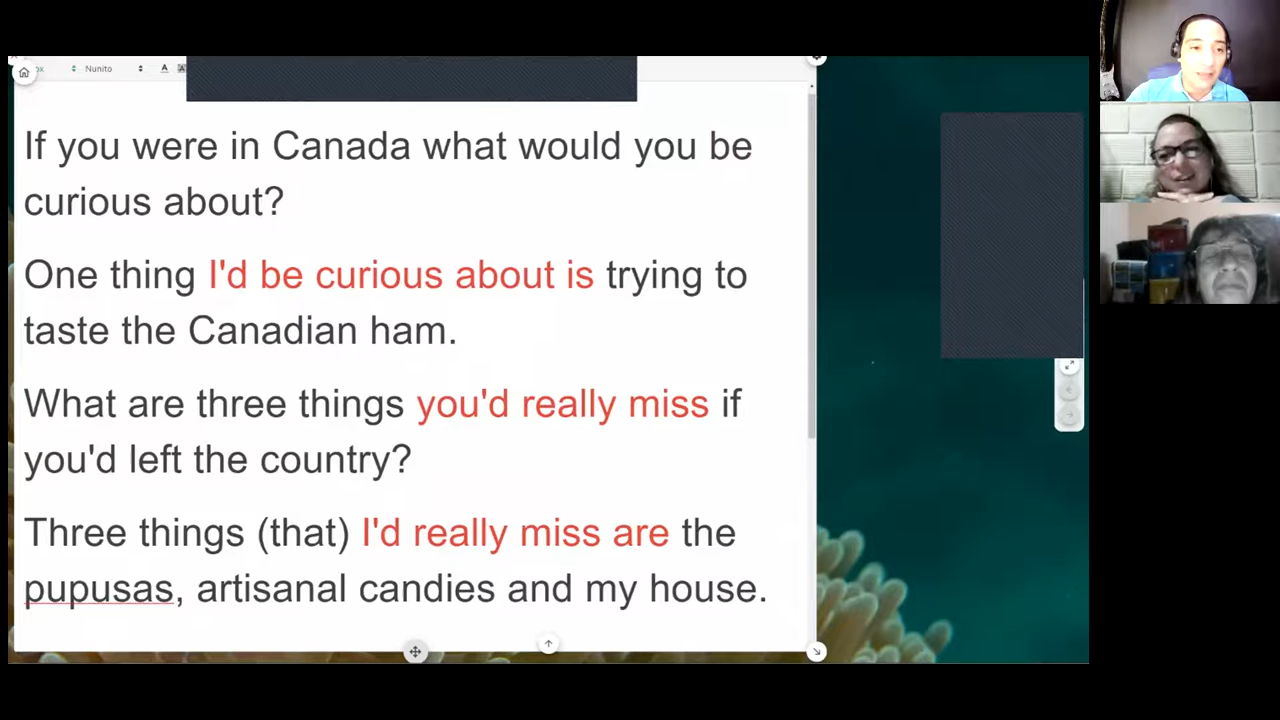 Nunito
If you were in Canada what would you be
curious about?
One thing I'd be curious about is trying to
taste the Canadian ham.
What are three things you'd really miss if
you'd left the country?
Three things (that) I'd really miss are the
pupusas, artisanal candies and my house.